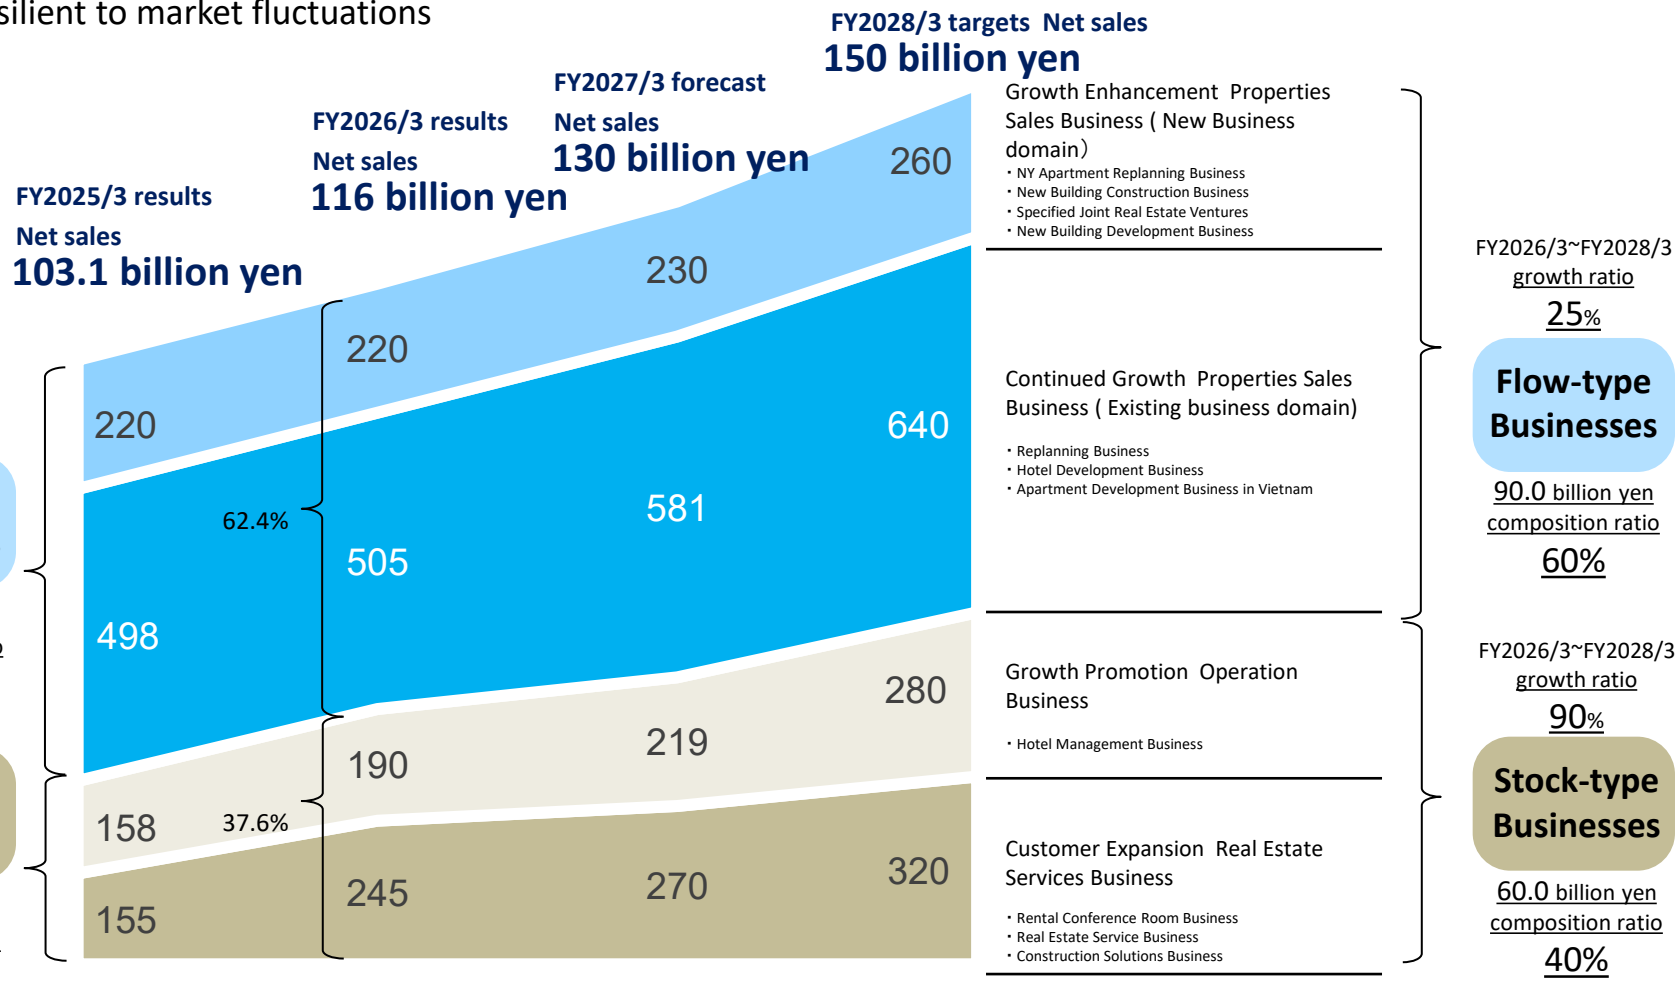 silient to market fluctuations
FY2025/3 results
Net sales
103.1 billion yen
FY2026/3 results
Net sales
116 billion yen
FY2027/3 forecast
Net sales
130 billion yen
FY2028/3 targets Net sales
150 billion yen
220
220
230
260
498
505
581
640
158
190
219
280
155
245
270
320
62.4%
37.6%
Growth Enhancement Properties
Sales Business ( New Business
domain）
・NY Apartment Replanning Business
・New Building Construction Business
・Specified Joint Real Estate Ventures
・New Building Development Business
Continued Growth Properties Sales
Business ( Existing business domain)
・Replanning Business
・Hotel Development Business
・Apartment Development Business in Vietnam
Growth Promotion Operation
Business
・Hotel Management Business
Customer Expansion Real Estate
Services Business
・Rental Conference Room Business
・Real Estate Service Business
・Construction Solutions Business
FY2026/3~FY2028/3
growth ratio
25%
Flow-type
Businesses
90.0 billion yen
composition ratio
60%
FY2026/3~FY2028/3
growth ratio
90%
Stock-type
Businesses
60.0 billion yen
composition ratio
40%